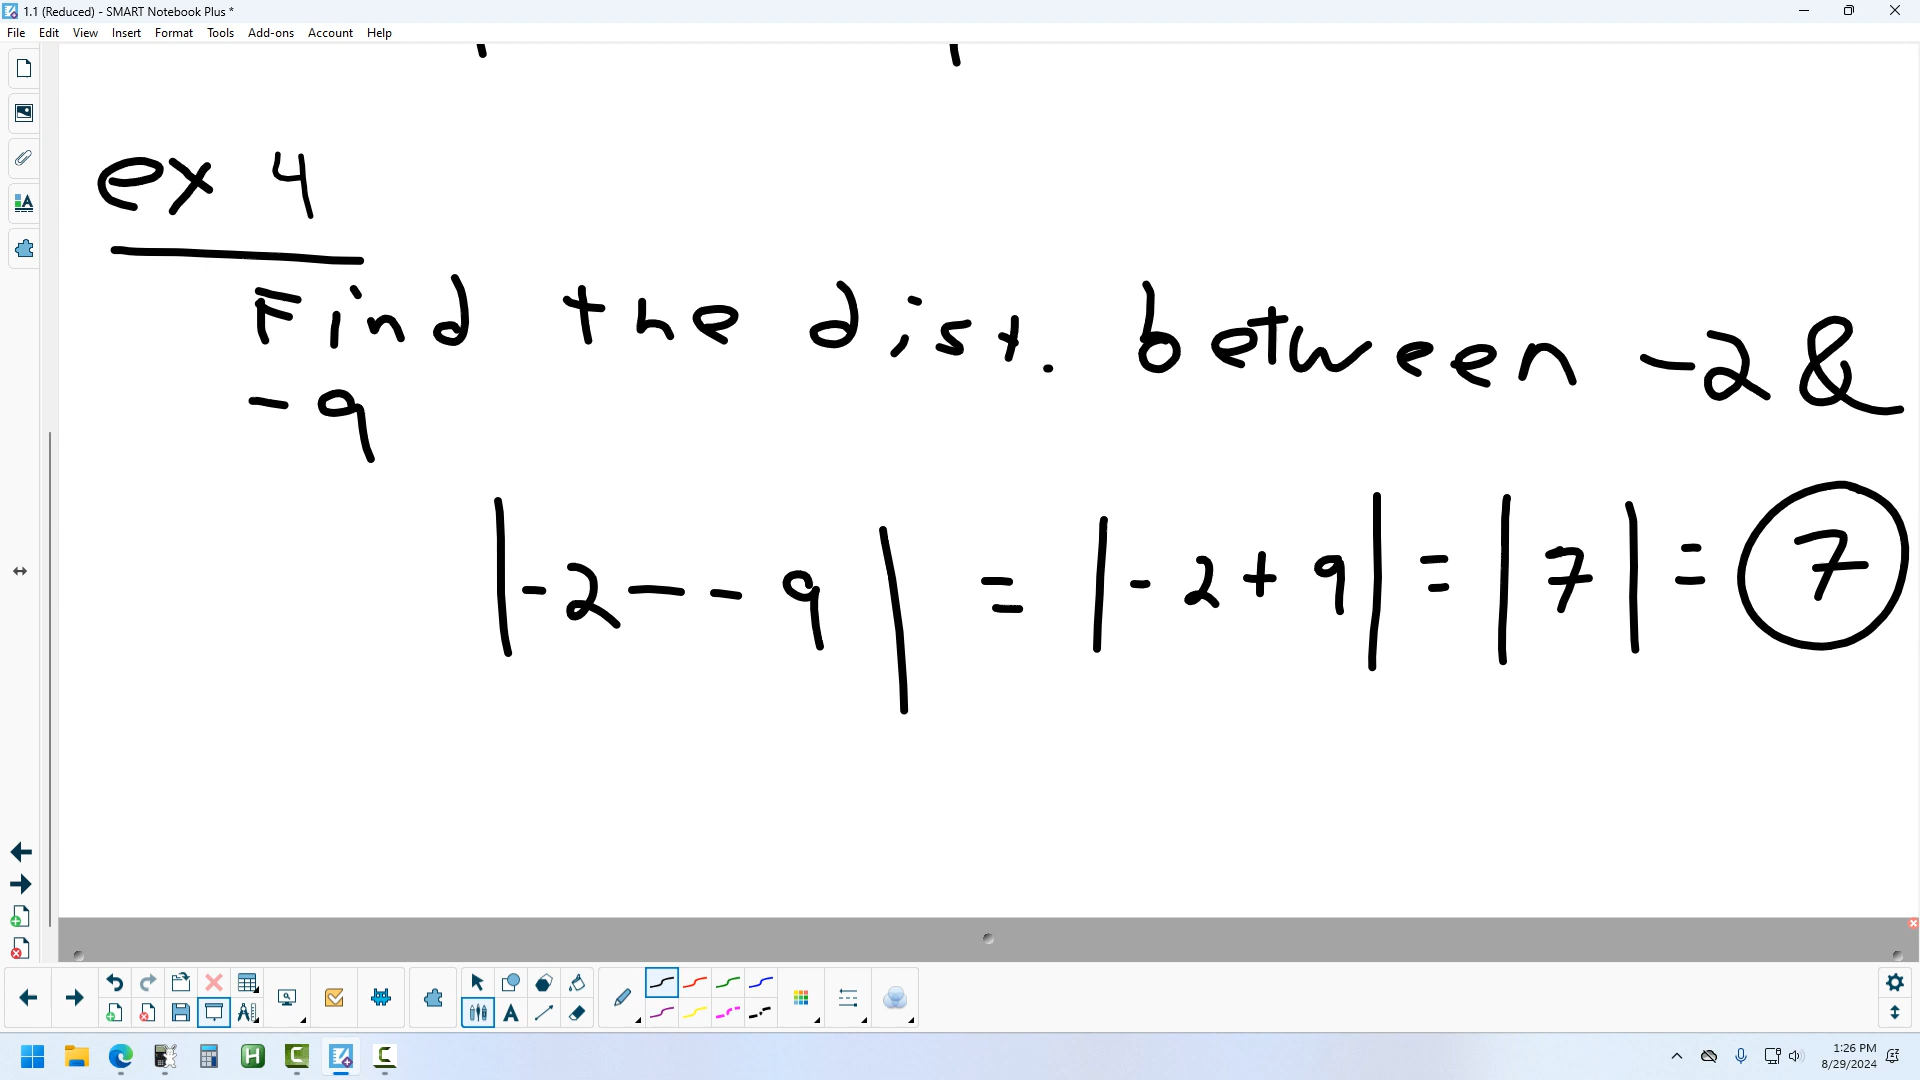 1.1 (Reduced) - SMART Notebook Plus *
File Edit View Insert Format Tools Add-ons Account Help
ex 4
Find the dist. between -2 &
-9
|-2--9| = |-2+9| = |7| = 7
1:26 PM
8/29/2024